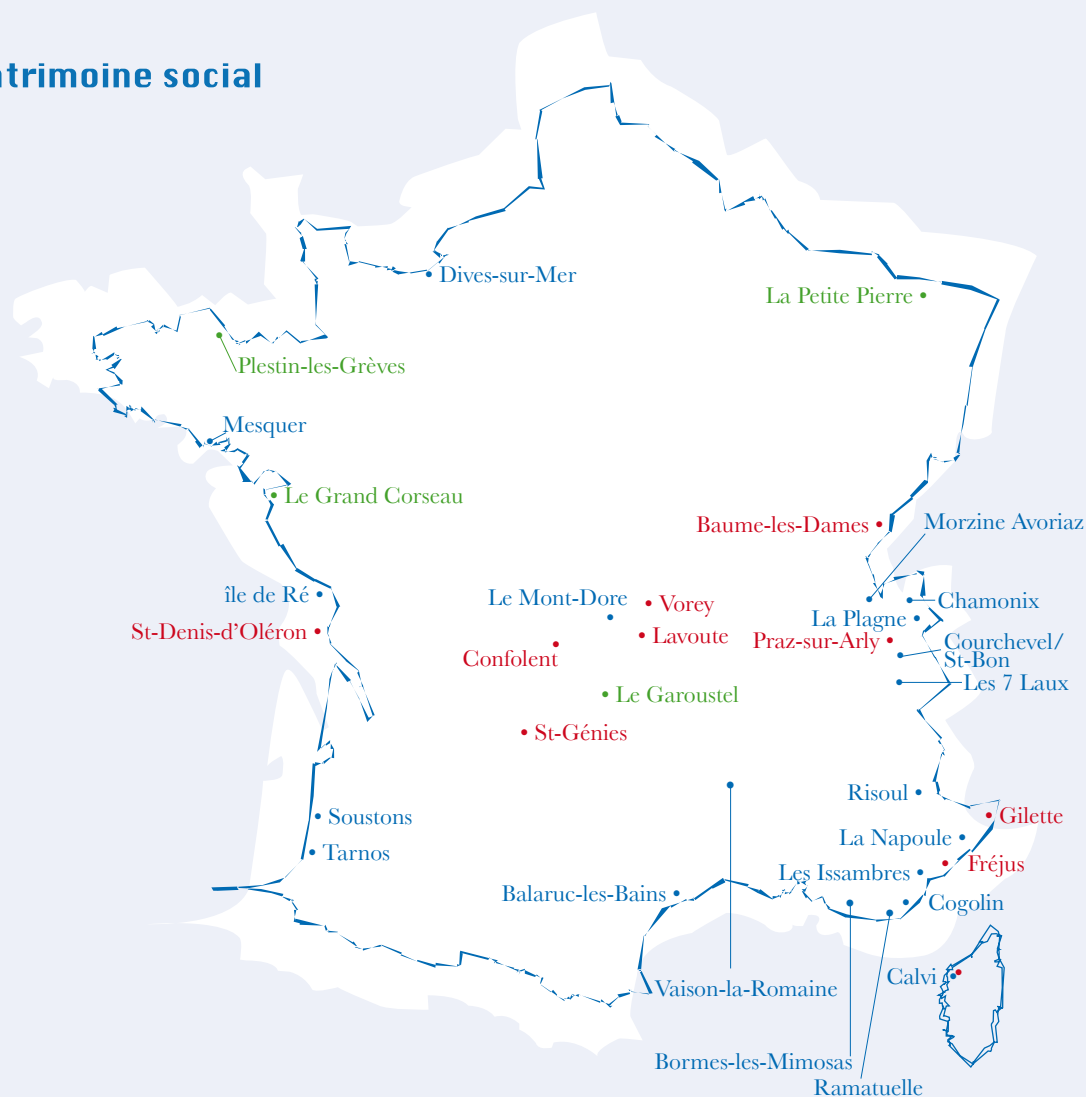 trimoine social
Dives-sur-Mer
La Petite Pierre
Plestin-les-Grèves
Mesquer
Le Grand Corseau
Baume-les-Dames
Morzine Avoriaz
île de Ré
Le Mont-Dore
Vorey
Chamonix
La Plagne
St-Denis-d'Oléron
Lavoute
Praz-sur-Arly
Courchevel/
St-Bon
Confolent
Les 7 Laux
Le Garoustel
St-Génies
Risoul
Soustons
Gilette
La Napoule
Tarnos
Fréjus
Les Issambres
Balaruc-les-Bains
Cogolin
Calvi
Vaison-la-Romaine
Bormes-les-Mimosas
Ramatuelle